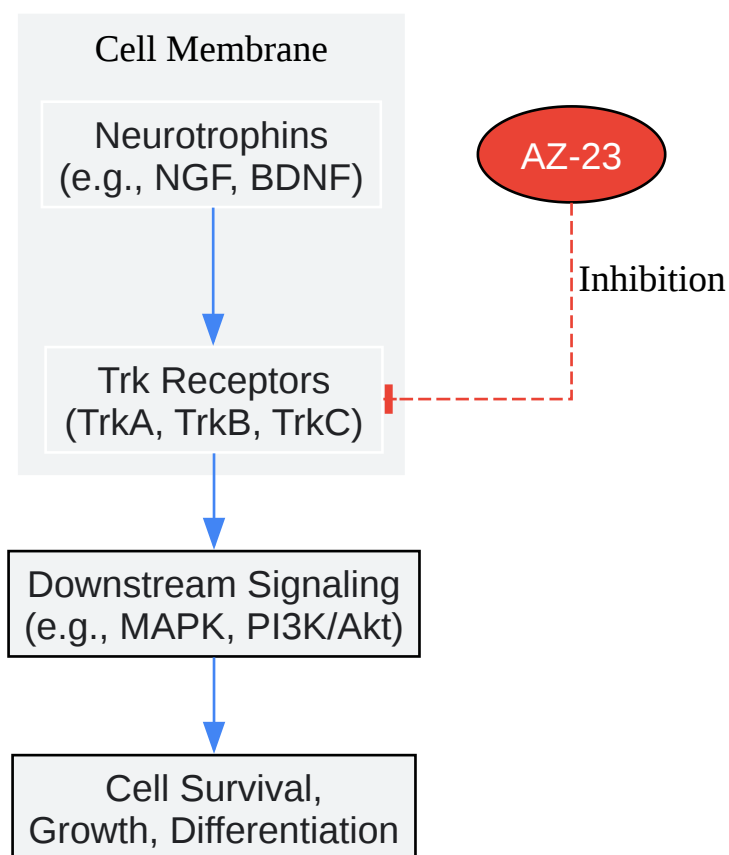 Cell Membrane
Neurotrophins
(e.g., NGF, BDNF)
AZ-23
Inhibition
Trk Receptors
(TrkA, TrkB, TrkC)
Downstream Signaling
(e.g., MAPK, PI3K/Akt)
Cell Survival,
Growth, Differentiation